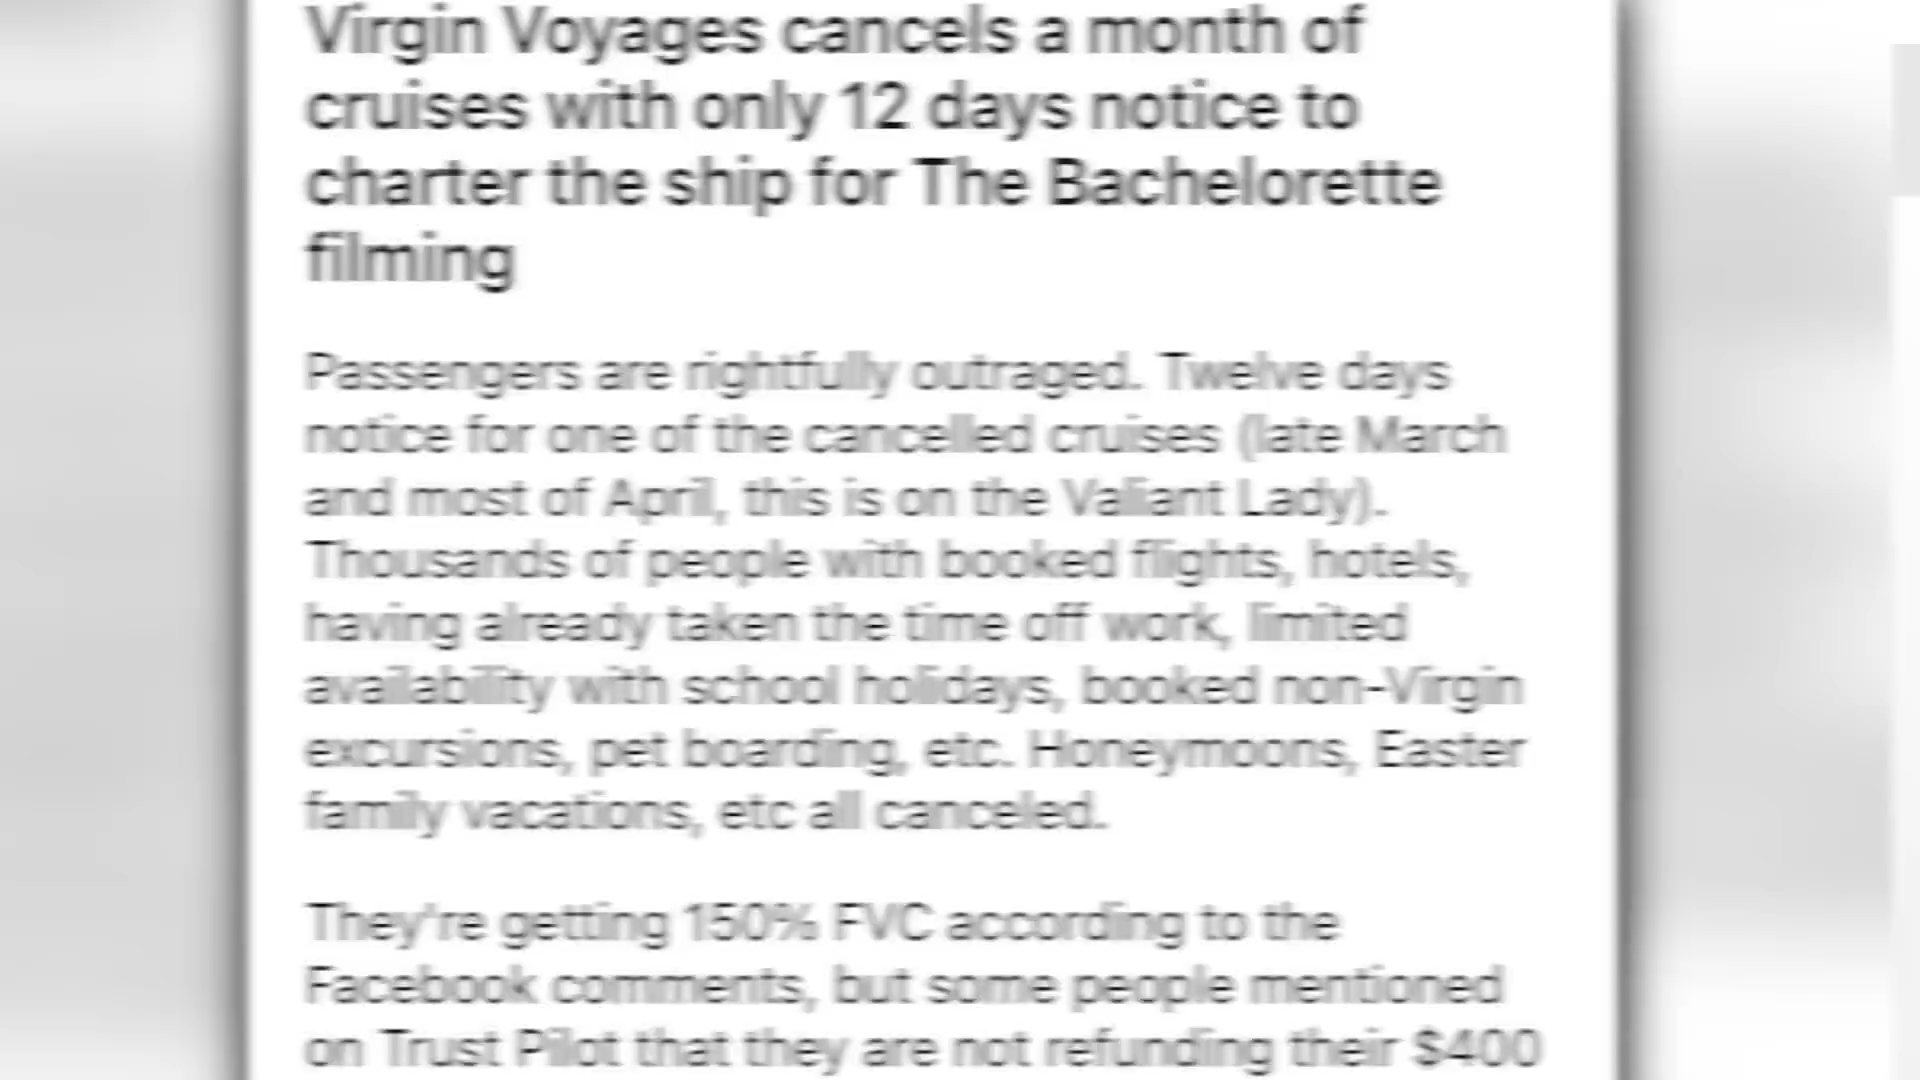 Virgin Voyages cancels a month of
cruises with only 12 days notice to
charter the ship for The Bachelorette
filming
Passengers are rightfully outraged. Twelve days
notice for one of the cancelled cruises (late March
and most of April, this is on the Valiant Lady).
Thousands of people with booked flights, hotels,
having already taken the time off work, limited
availability with school holidays, booked non-Virgin
excursions, pet boarding, etc. Honeymoons, Easter
family vacations, etc all canceled.
They're getting 150% FVC according to the
Facebook comments, but some people mentioned
on Trust Pilot that they are not refunding their $400